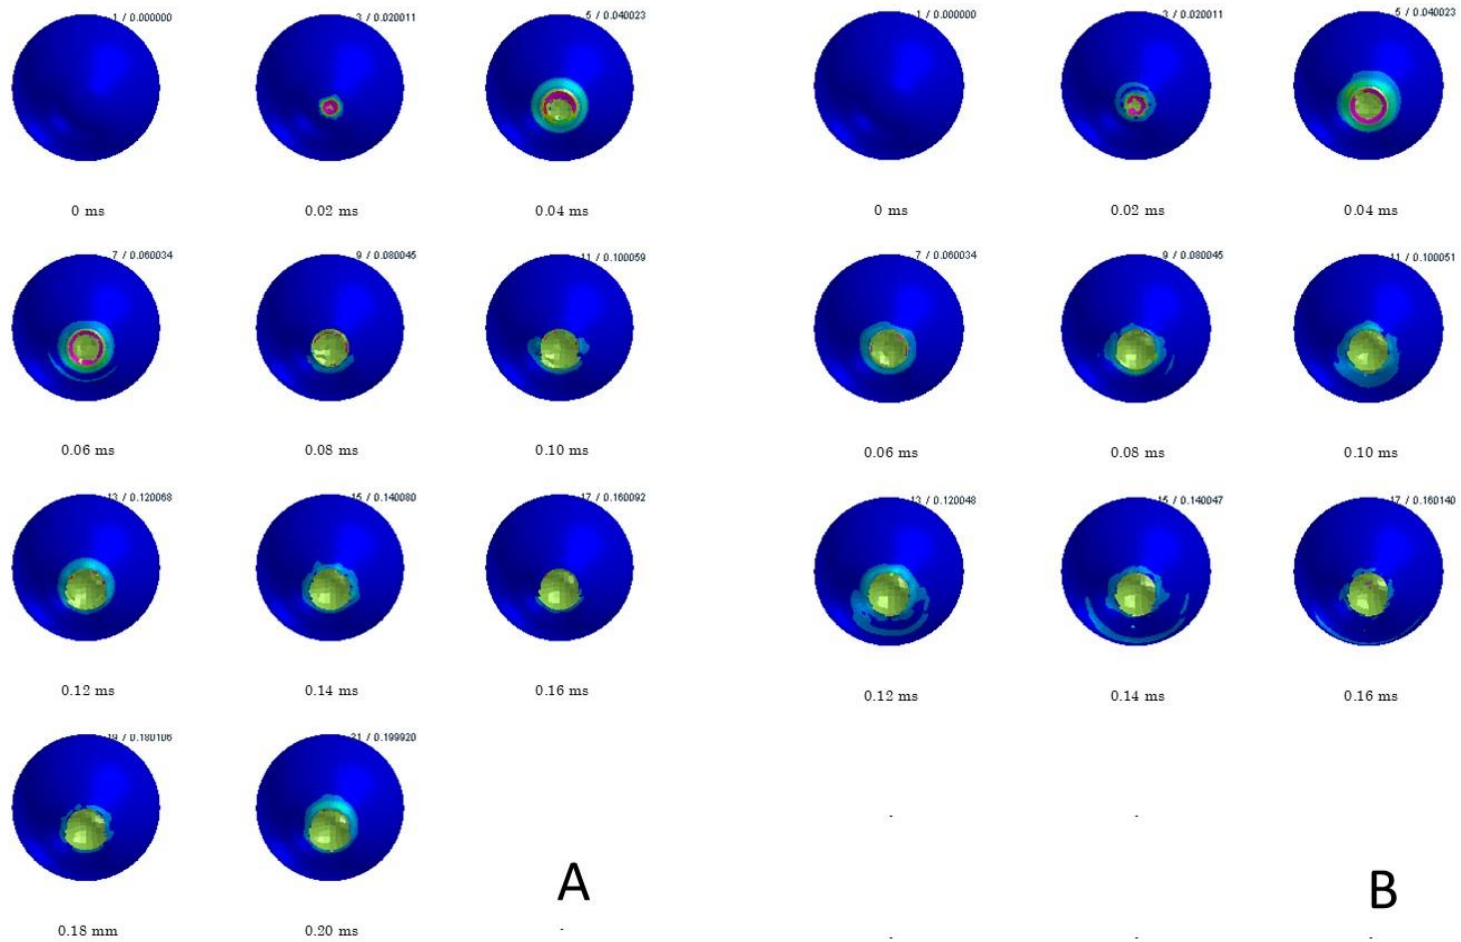 1 / 0.000000
3 / 0.020011
5 / 0.040023
0 ms
0.02 ms
0.04 ms
7 / 0.060034
9 / 0.080045
11 / 0.100059
0.06 ms
0.08 ms
0.10 ms
13 / 0.120068
15 / 0.140080
17 / 0.160092
0.12 ms
0.14 ms
0.16 ms
19 / 0.180106
21 / 0.199920
0.18 mm
0.20 ms
-
A
1 / 0.000000
3 / 0.020011
5 / 0.040023
0 ms
0.02 ms
0.04 ms
7 / 0.060034
9 / 0.080045
11 / 0.100051
0.06 ms
0.08 ms
0.10 ms
13 / 0.120048
15 / 0.140047
17 / 0.160140
0.12 ms
0.14 ms
0.16 ms
-
-
B
-
-
-